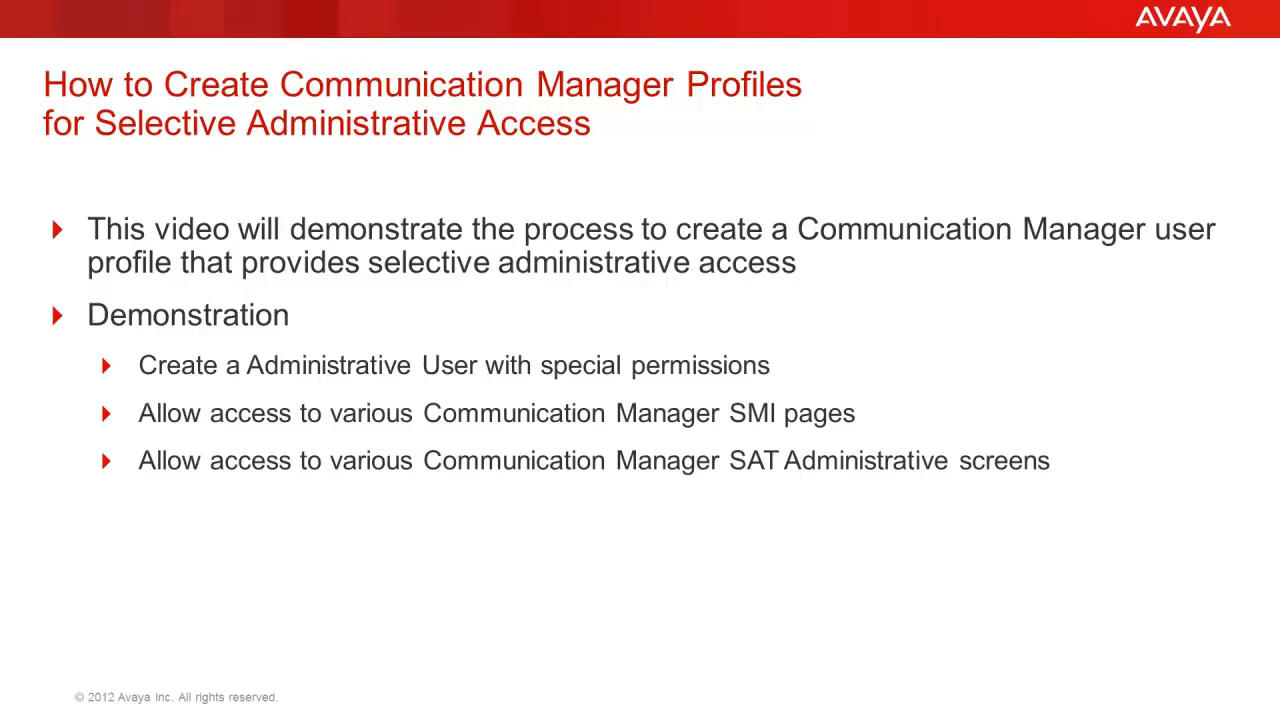 AVAYA
How to Create Communication Manager Profiles
for Selective Administrative Access
This video will demonstrate the process to create a Communication Manager user
profile that provides selective administrative access
Demonstration
Create a Administrative User with special permissions
Allow access to various Communication Manager SMI pages
Allow access to various Communication Manager SAT Administrative screens
© 2012 Avaya Inc. All rights reserved.